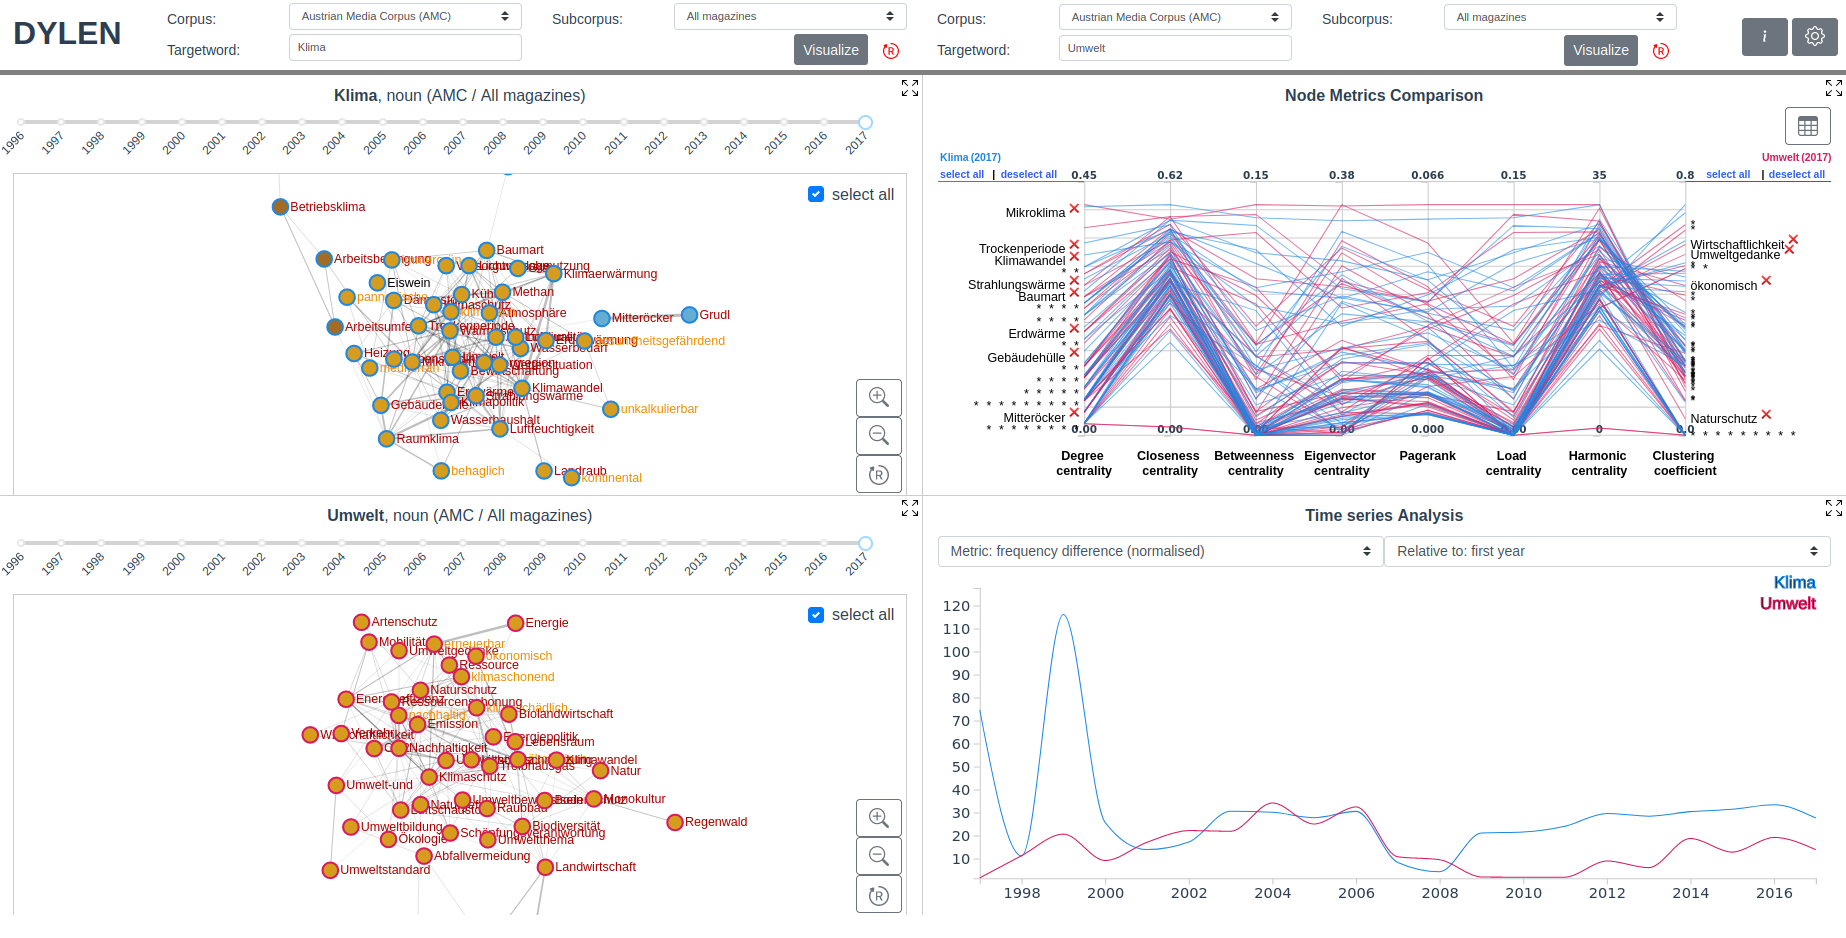 DYLEN
Corpus:
Austrian Media Corpus (AMC)
Subcorpus:
All magazines
Targetword:
Klima
Visualize
Corpus:
Austrian Media Corpus (AMC)
Subcorpus:
All magazines
Targetword:
Umwelt
Visualize
i
Klima, noun (AMC / All magazines)
1996 1997 1998 1999 2000 2001 2002 2003 2004 2005 2006 2007 2008 2009 2010 2011 2012 2013 2014 2015 2016 2017
select all
Betriebsklima
Baumart
Klimaerwärmung
Eiswein
Methan
Atmosphäre
Mitteröcker
Grudl
Trockenperiode
Wasserbedarf
Bewirtschaftung
Klimawandel
Strahlungswärme
Klimapolitik
unkalkulierbar
Wasserhaushalt
Luftfeuchtigkeit
Raumklima
behaglich
Landraub
kontinental
Node Metrics Comparison
Klima (2017)
Umwelt (2017)
select all | deselect all
0.45 0.62 0.15 0.38 0.066 0.15 35 0.8
select all | deselect all
Mikroklima
Trockenperiode
Klimawandel
* *
Strahlungswärme
Baumart
* * * *
Erdwärme
* *
Gebäudehülle
* *
* * * *
* * * * *
* * * * * * * * *
Mitteröcker
* * * * * * *
Wirtschaftlichkeit
Umweltgedanke
* *
ökonomisch
Naturschutz
* * * * * * * * *
0.00 0.00 0.00 0.00 0.000 0.00 0 0.0
Degree centrality
Closeness centrality
Betweenness centrality
Eigenvector centrality
Pagerank
Load centrality
Harmonic centrality
Clustering coefficient
Umwelt, noun (AMC / All magazines)
1996 1997 1998 1999 2000 2001 2002 2003 2004 2005 2006 2007 2008 2009 2010 2011 2012 2013 2014 2015 2016 2017
select all
Artenschutz
Energie
Mobilität
erneuerbar
Umweltgedanke
ökonomisch
Ressource
klimaschonend
Naturschutz
Energieeffizienz
Ressourcenschonung
nachhaltig
Biolandwirtschaft
Emission
Wirtschaftlichkeit
Verkehr
Energiepolitik
Lebensraum
Nachhaltigkeit
Klimawandel
Treibhausgas
Natur
Klimaschutz
Umwelt-und
Monokultur
Raubbau
Regenwald
Umweltbildung
Biodiversität
Schöpfungsverantwortung
Ökologie
Umweltthema
Abfallvermeidung
Umweltstandard
Landwirtschaft
Time series Analysis
Metric: frequency difference (normalised)
Relative to: first year
Klima
Umwelt
120
110
100
90
80
70
60
50
40
30
20
10
1998 2000 2002 2004 2006 2008 2010 2012 2014 2016